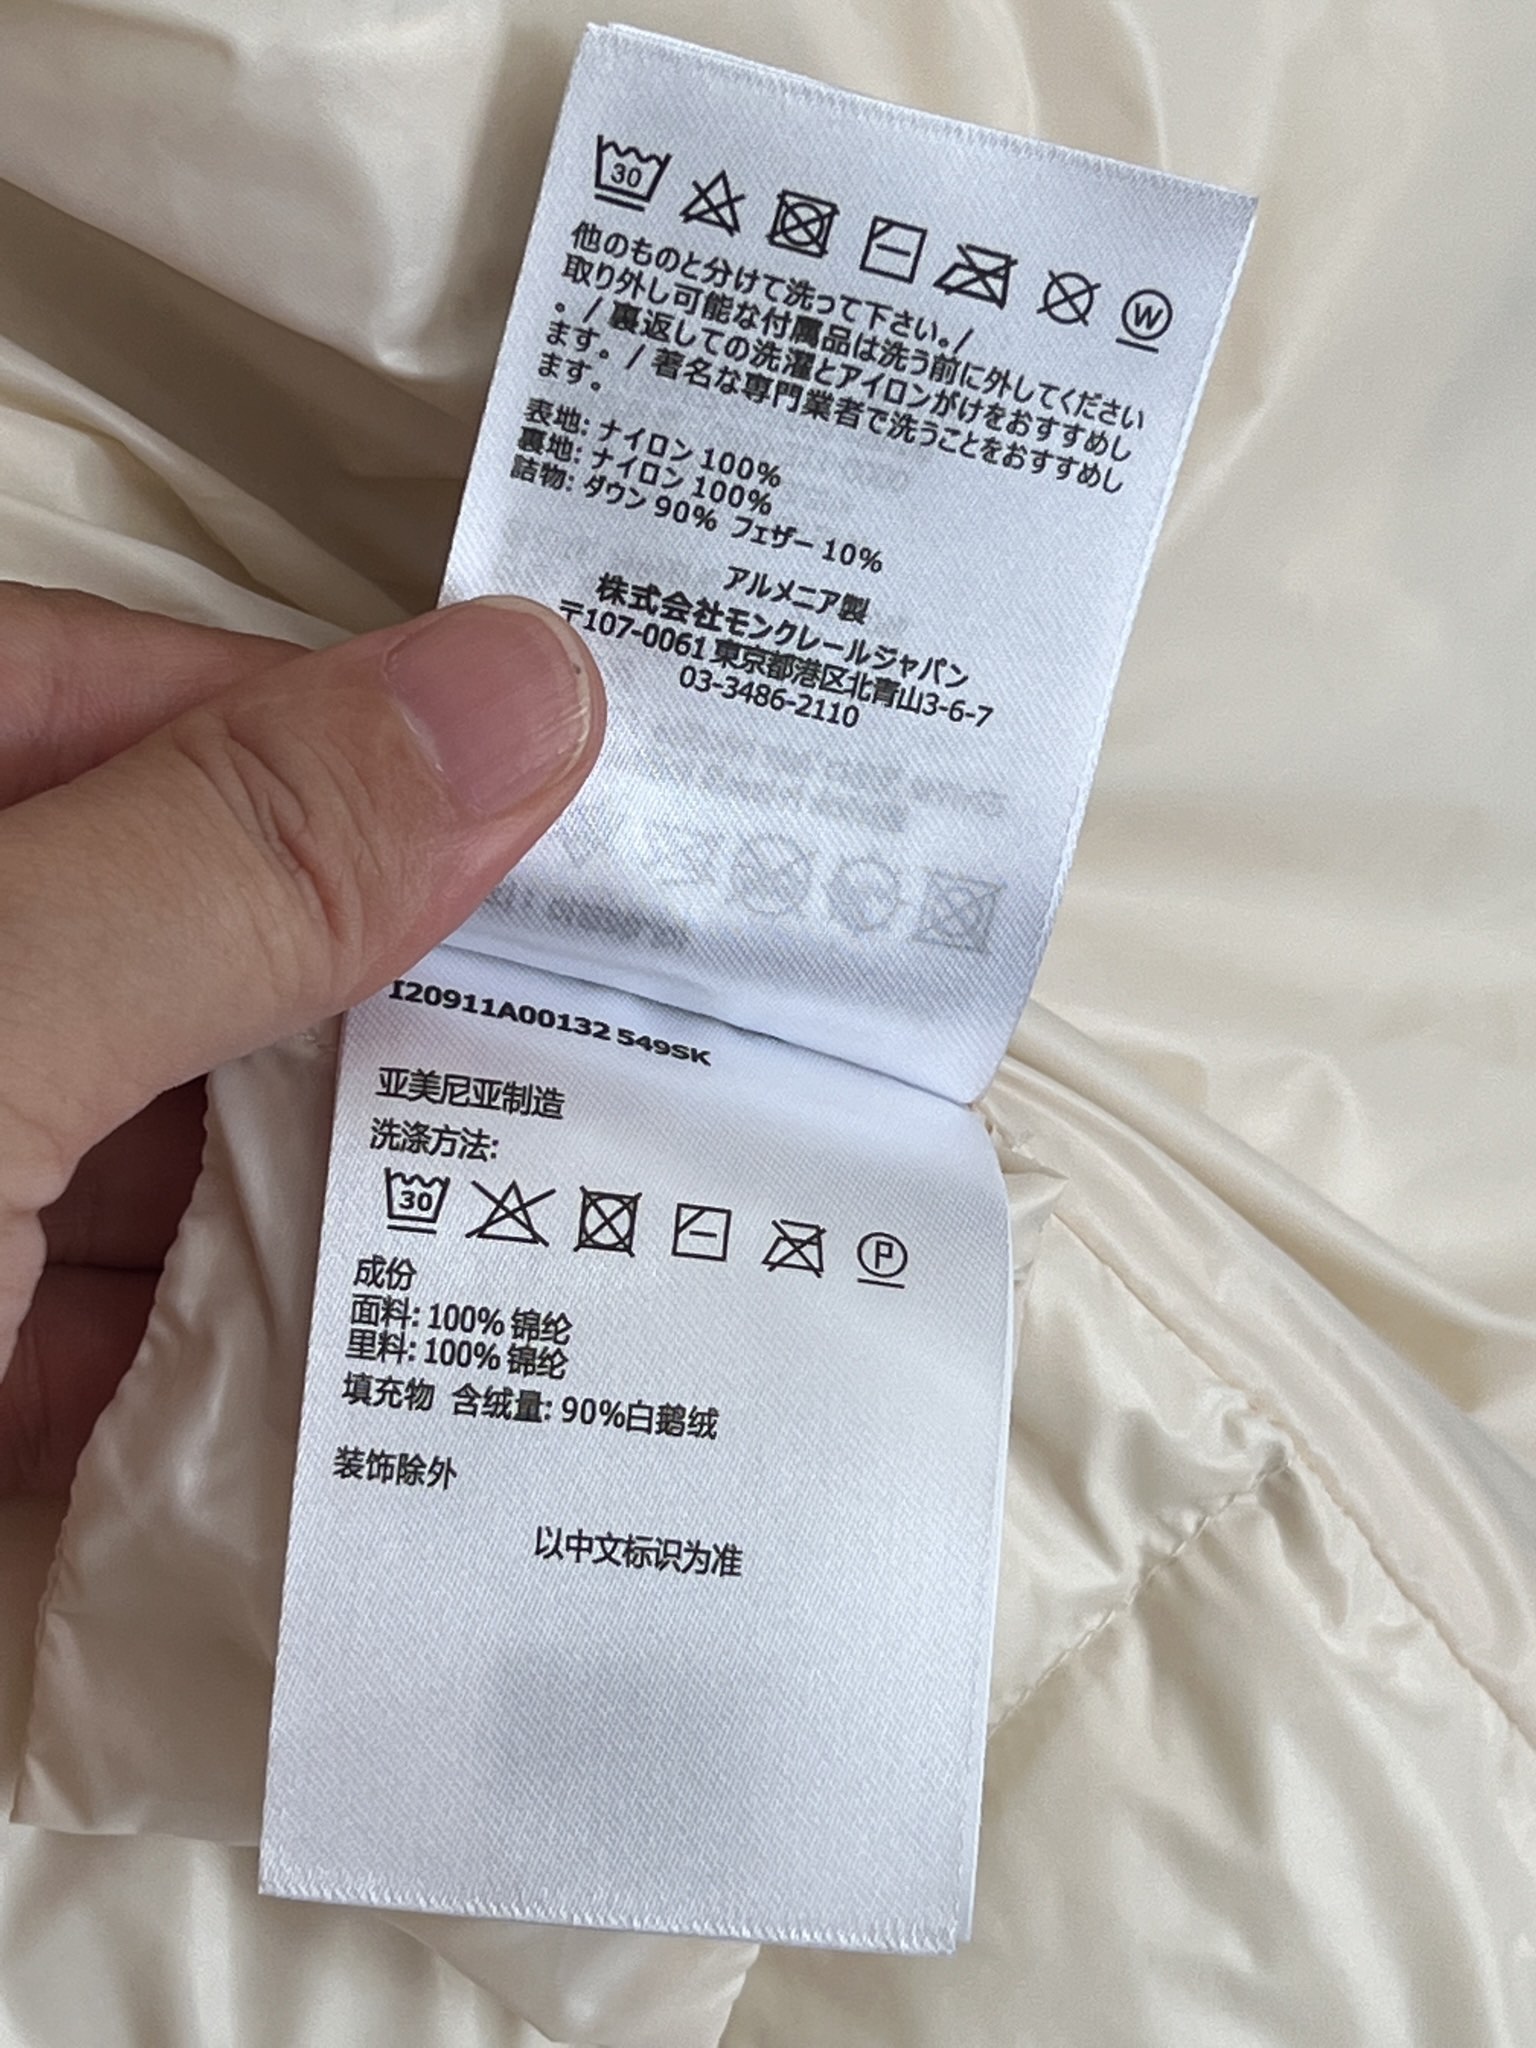 30
W
他のものと分けて洗って下さい。/
取り外し可能な付属品は洗う前に外してください
。/ 裏返しての洗濯とアイロンがけをおすすめし
ます。/ 著名な専門業者で洗うことをおすすめし
ます。
表地: ナイロン 100%
裏地: ナイロン 100%
詰物: ダウン 90% フェザー 10%
アルメニア製
株式会社モンクレールジャパン
〒107-0061 東京都港区北青山3-6-7
03-3486-2110
I20911A00132 549SK
亚美尼亚制造
洗涤方法:
30
P
成份
面料: 100% 锦纶
里料: 100% 锦纶
填充物 含绒量: 90%白鹅绒
装饰除外
以中文标识为准